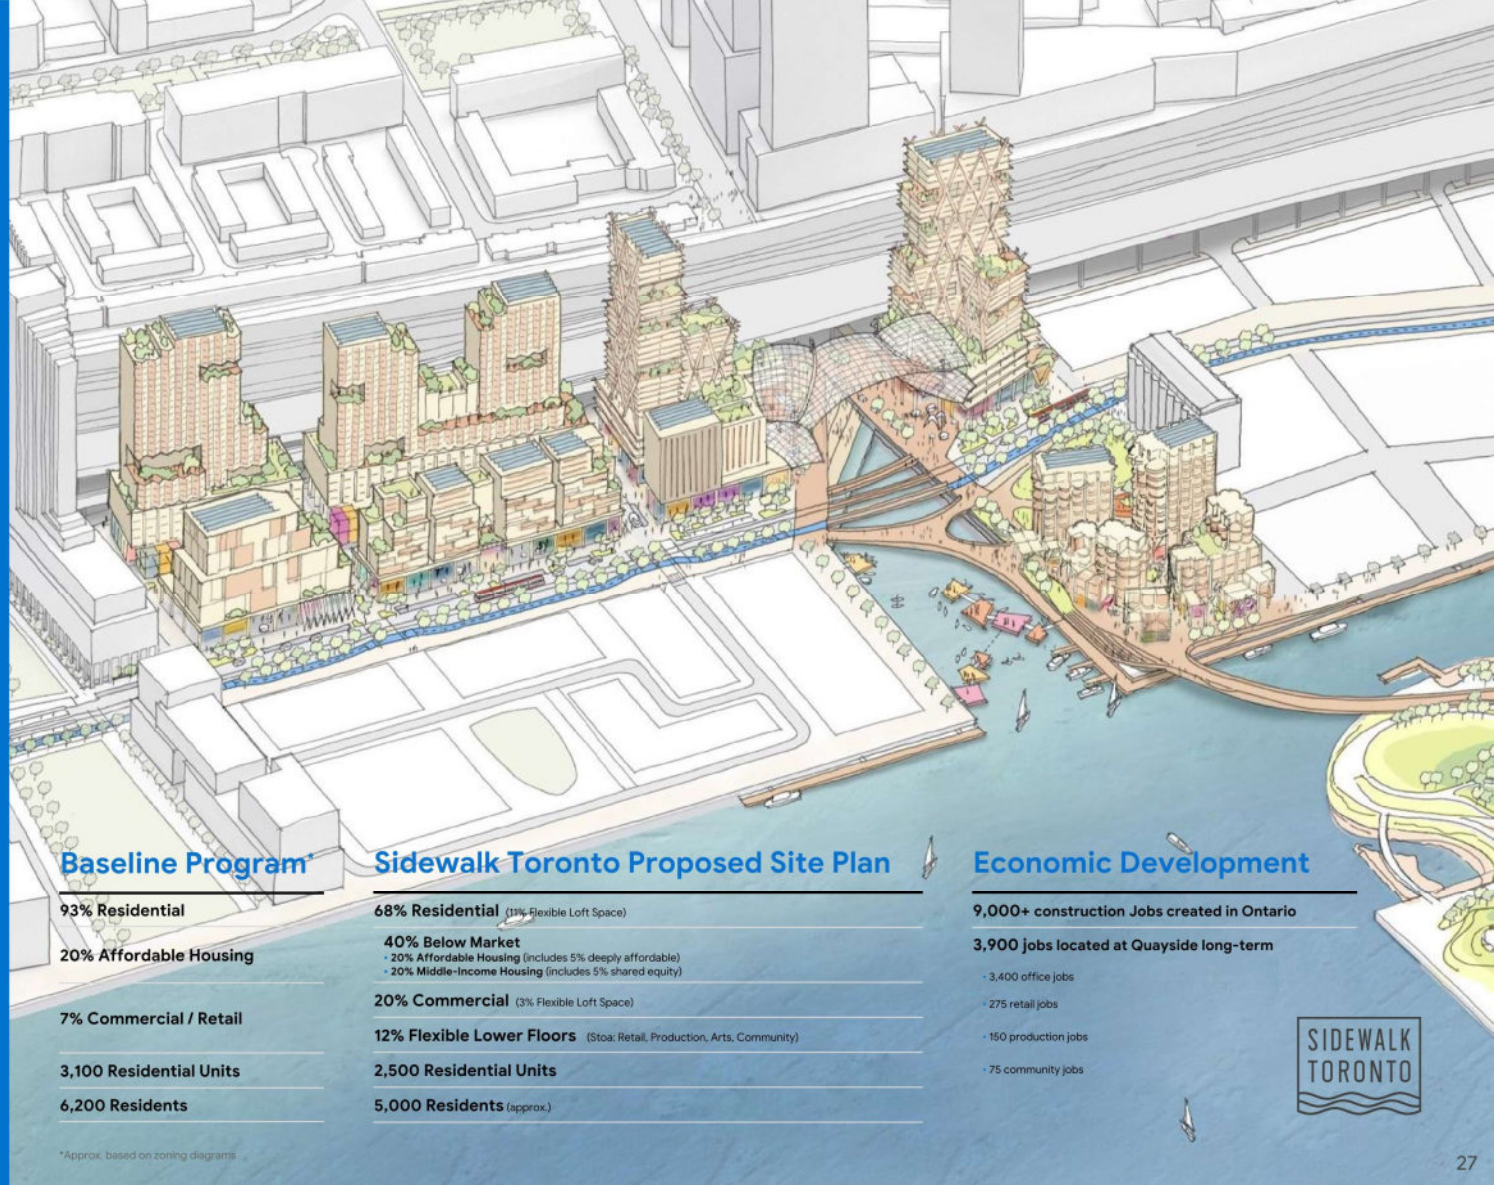 Baseline Program*
93% Residential
20% Affordable Housing
7% Commercial / Retail
3,100 Residential Units
6,200 Residents
*Approx. based on zoning diagrams
Sidewalk Toronto Proposed Site Plan
68% Residential (11% Flexible Loft Space)
40% Below Market
• 20% Affordable Housing (includes 5% deeply affordable)
• 20% Middle-Income Housing (includes 5% shared equity)
20% Commercial (3% Flexible Loft Space)
12% Flexible Lower Floors (Stoa: Retail, Production, Arts, Community)
2,500 Residential Units
5,000 Residents (approx.)
Economic Development
9,000+ construction Jobs created in Ontario
3,900 jobs located at Quayside long-term
• 3,400 office jobs
• 275 retail jobs
• 150 production jobs
• 75 community jobs
SIDEWALK
TORONTO
27